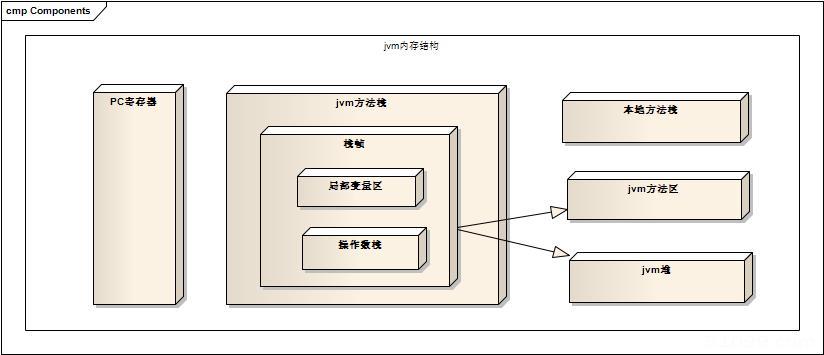 cmp Components
jvm内存结构
PC寄存器
jvm方法栈
栈帧
局部变量区
操作数栈
本地方法栈
jvm方法区
jvm堆